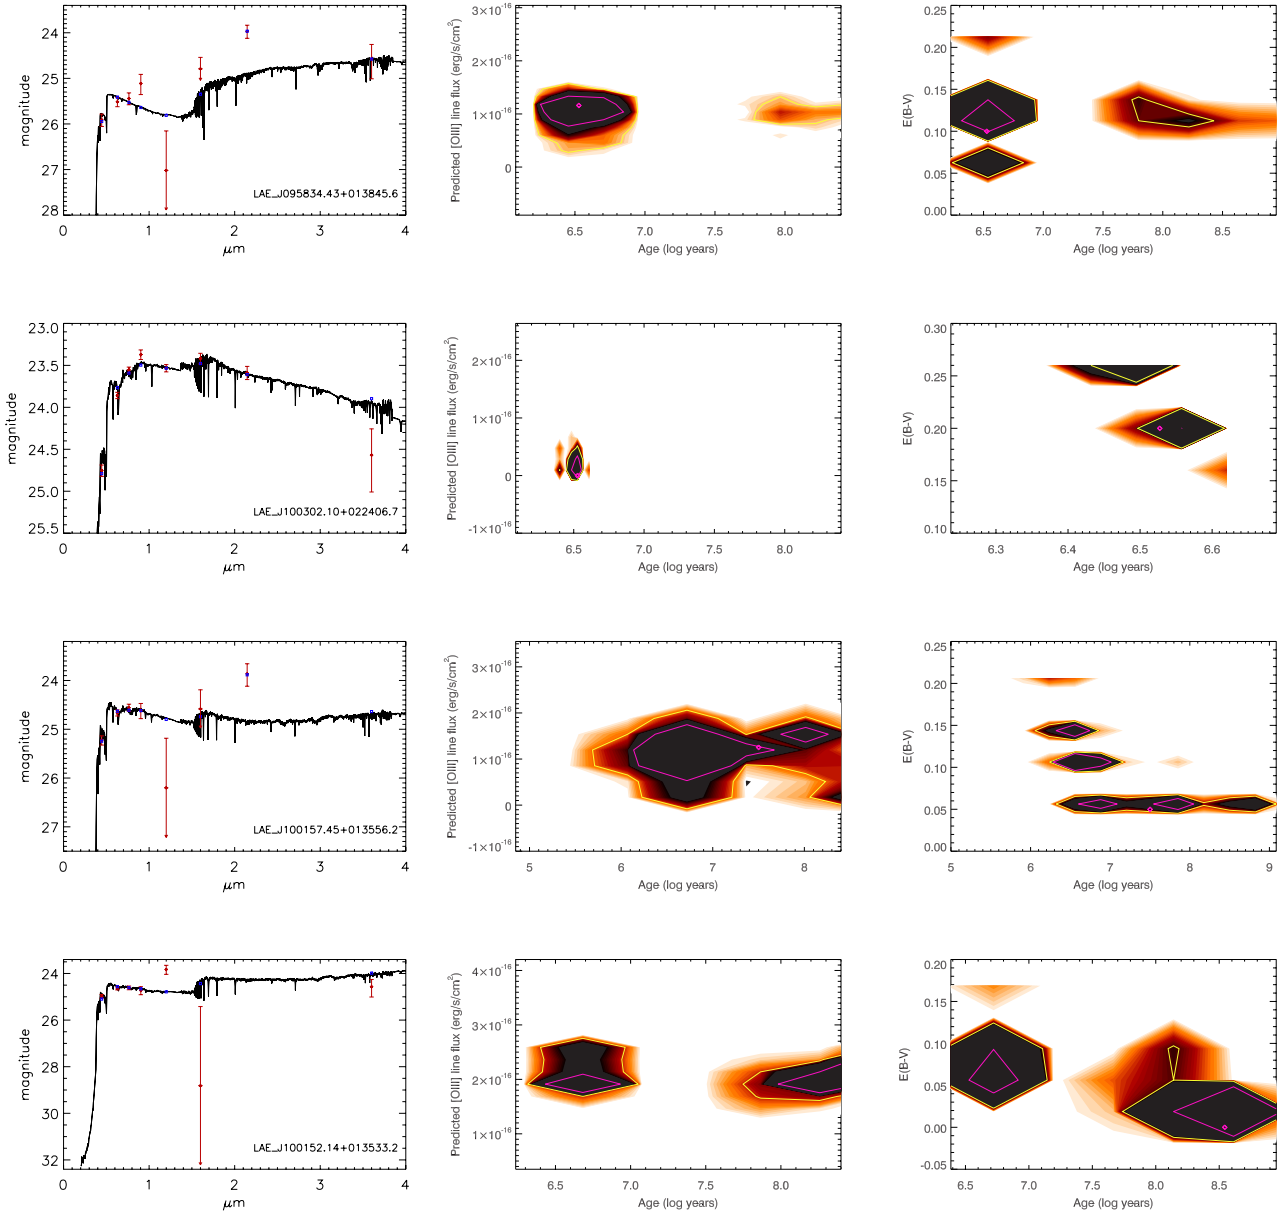 24
25
26
27
28
magnitude
0 1 2 3 4
μm
LAE_J095834.43+013845.6
3×10⁻¹⁶
2×10⁻¹⁶
1×10⁻¹⁶
0
Predicted [OIII] line flux (erg/s/cm²)
6.5 7.0 7.5 8.0
Age (log years)
0.25
0.20
0.15
0.10
0.05
0.00
E(B-V)
6.5 7.0 7.5 8.0 8.5
Age (log years)
23.0
23.5
24.0
24.5
25.0
25.5
magnitude
0 1 2 3 4
μm
LAE_J100302.10+022406.7
2×10⁻¹⁶
1×10⁻¹⁶
0
-1×10⁻¹⁶
Predicted [OIII] line flux (erg/s/cm²)
6.5 7.0 7.5 8.0
Age (log years)
0.30
0.25
0.20
0.15
0.10
E(B-V)
6.3 6.4 6.5 6.6
Age (log years)
24
25
26
27
magnitude
0 1 2 3 4
μm
LAE_J100157.45+013556.2
3×10⁻¹⁶
2×10⁻¹⁶
1×10⁻¹⁶
0
-1×10⁻¹⁶
Predicted [OIII] line flux (erg/s/cm²)
5 6 7 8
Age (log years)
0.25
0.20
0.15
0.10
0.05
0.00
E(B-V)
5 6 7 8 9
Age (log years)
24
26
28
30
32
magnitude
0 1 2 3 4
μm
LAE_J100152.14+013533.2
4×10⁻¹⁶
3×10⁻¹⁶
2×10⁻¹⁶
1×10⁻¹⁶
Predicted [OIII] line flux (erg/s/cm²)
6.5 7.0 7.5 8.0
Age (log years)
0.20
0.15
0.10
0.05
0.00
-0.05
E(B-V)
6.5 7.0 7.5 8.0 8.5
Age (log years)